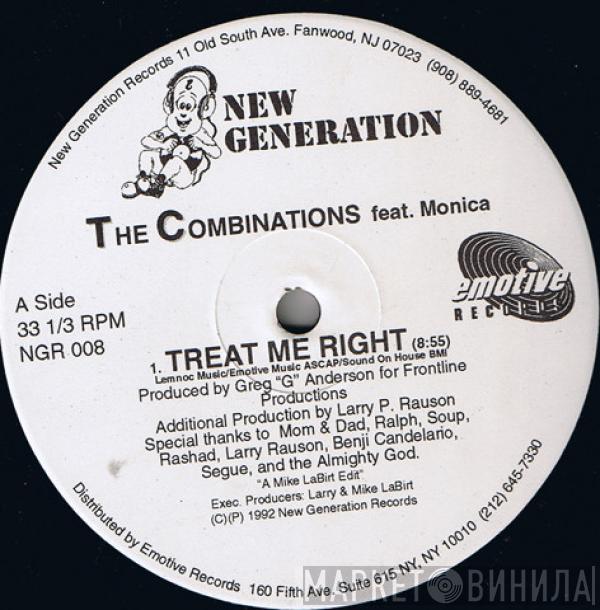 New Generation Records 11 Old South Ave. Fanwood, NJ 07023 (908) 889-4681
NEW
GENERATION
THE COMBINATIONS feat. Monica
emotive
RECORDS
A Side
33 1/3 RPM
NGR 008
1. TREAT ME RIGHT (8:55)
Lemnoc Music/Emotive Music ASCAP/Sound On House BMI
Produced by Greg "G" Anderson for Frontline
Productions
Additional Production by Larry P. Rauson
Special thanks to Mom & Dad, Ralph, Soup,
Rashad, Larry Rauson, Benji Candelario,
Segue, and the Almighty God.
"A Mike LaBirt Edit"
Exec. Producers: Larry & Mike LaBirt
(C)(P) 1992 New Generation Records
Distributed by Emotive Records 160 Fifth Ave. Suite 615 NY, NY 10010 (212) 645-7330
МАРКЕТ ВИНИЛА